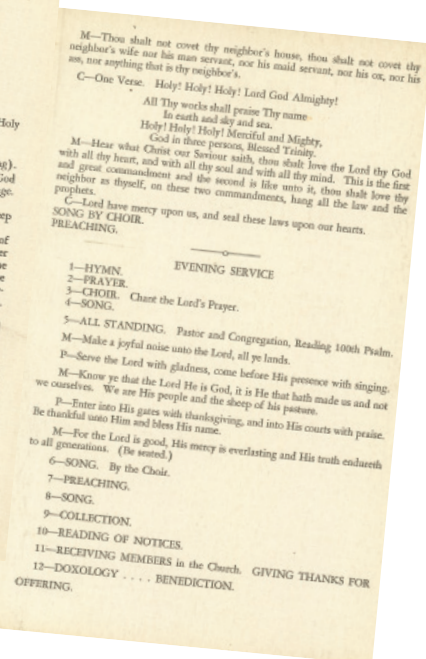 M—Thou shalt not covet thy neighbor's house, thou shalt not covet thy
neighbor's wife nor his man servant, nor his maid servant, nor his ox, nor his
ass, nor anything that is thy neighbor's.
C—One Verse. Holy! Holy! Holy! Lord God Almighty!
All Thy works shall praise Thy name
In earth and sky and sea.
Holy! Holy! Holy! Merciful and Mighty,
God in three persons, Blessed Trinity.
M—Hear what Christ our Saviour saith, thou shalt love the Lord thy God
with all thy heart, and with all thy soul and with all thy mind. This is the first
and great commandment and the second is like unto it, thou shalt love thy
neighbor as thyself, on these two commandments, hang all the law and the
prophets.
C—Lord have mercy upon us, and seal these laws upon our hearts.
SONG BY CHOIR.
PREACHING.
EVENING SERVICE
1—HYMN.
2—PRAYER.
3—CHOIR. Chant the Lord's Prayer.
4—SONG.
5—ALL STANDING. Pastor and Congregation, Reading 100th Psalm.
M—Make a joyful noise unto the Lord, all ye lands.
P—Serve the Lord with gladness, come before His presence with singing.
M—Know ye that the Lord He is God, it is He that hath made us and not
we ourselves. We are His people and the sheep of his pasture.
P—Enter into His gates with thanksgiving, and into His courts with praise.
Be thankful unto Him and bless His name.
M—For the Lord is good, His mercy is everlasting and His truth endureth
to all generations. (Be seated.)
6—SONG. By the Choir.
7—PREACHING.
8—SONG.
9—COLLECTION.
10—READING OF NOTICES.
11—RECEIVING MEMBERS in the Church. GIVING THANKS FOR
OFFERING.
12—DOXOLOGY . . . . BENEDICTION.